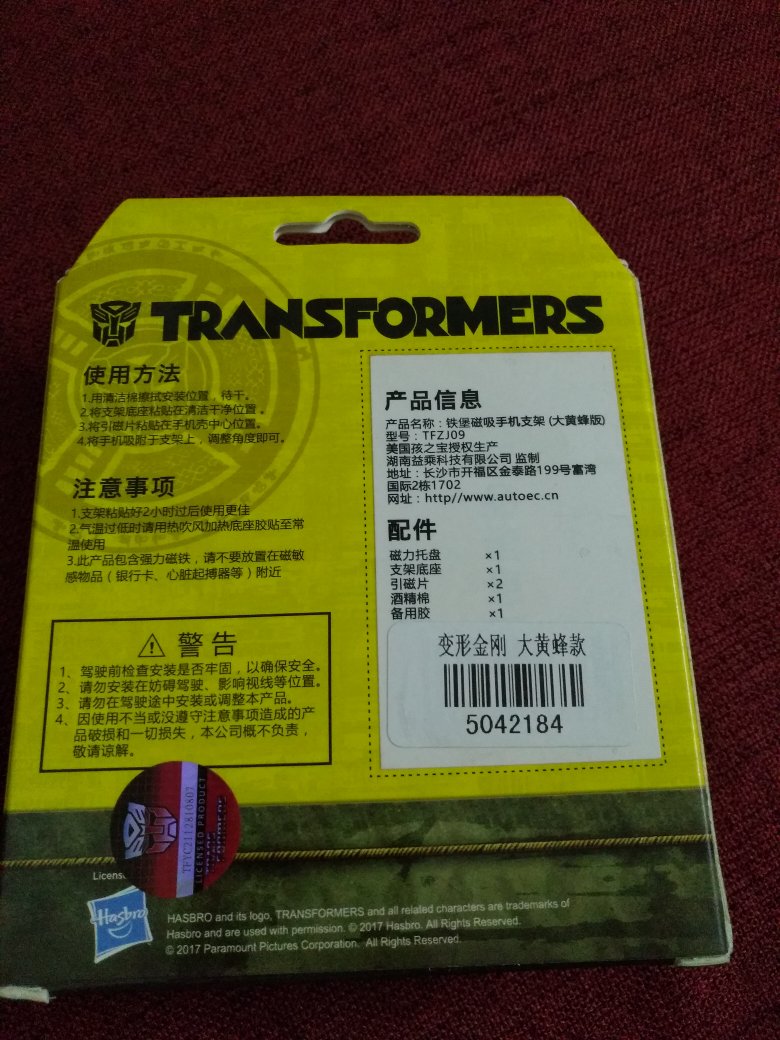 TRANSFORMERS
使用方法
1.用清洁棉擦拭安装位置，待干。
2.将支架底座粘贴在清洁干净位置。
3.将引磁片粘贴在手机壳中心位置。
4.将手机吸附于支架上，调整角度即可。
注意事项
1.支架粘贴好2小时过后使用更佳
2.气温过低时请用热吹风加热底座胶贴至常
温使用
3.此产品包含强力磁铁，请不要放置在磁敏
感物品（银行卡、心脏起搏器等）附近
警告
1、驾驶前检查安装是否牢固，以确保安全。
2、请勿安装在妨碍驾驶、影响视线等位置。
3、请勿在驾驶途中安装或调整本产品。
4、因使用不当或没遵守注意事项造成的产
品破损和一切损失，本公司概不负责，
敬请谅解。
产品信息
产品名称：铁堡磁吸手机支架 (大黄蜂版)
型号：TFZJ09
美国孩之宝授权生产
湖南益乘科技有限公司 监制
地址：长沙市开福区金泰路199号富湾
国际2栋1702
网址：http//www.autoec.cn
配件
磁力托盘 ×1
支架底座 ×1
引磁片 ×2
酒精棉 ×1
备用胶 ×1
变形金刚 大黄蜂款
5042184
TFYC2112810807
LICENSED PRODUCT
TRANSFORMERS
Licens
Hasbro
HASBRO and its logo, TRANSFORMERS and all related characters are trademarks of
Hasbro and are used with permission. © 2017 Hasbro. All Rights Reserved.
© 2017 Paramount Pictures Corporation. All Rights Reserved.